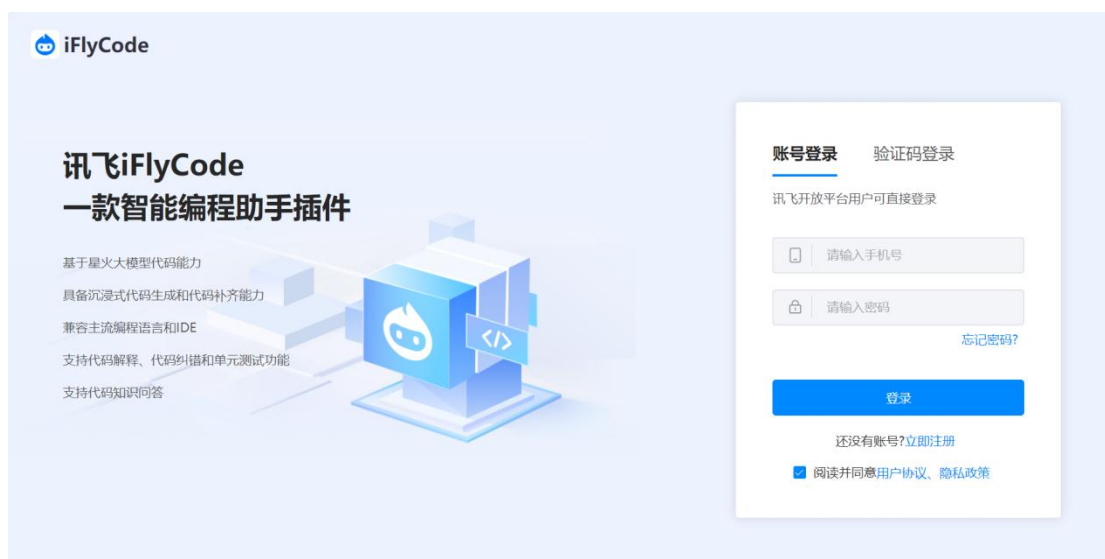 iFlyCode
讯飞iFlyCode
一款智能编程助手插件
基于星火大模型代码能力
具备沉浸式代码生成和代码补齐能力
兼容主流编程语言和IDE
支持代码解释、代码纠错和单元测试功能
支持代码知识问答
</>
账号登录 验证码登录
讯飞开放平台用户可直接登录
请输入手机号
请输入密码
忘记密码?
登录
还没有账号?立即注册
阅读并同意用户协议、隐私政策